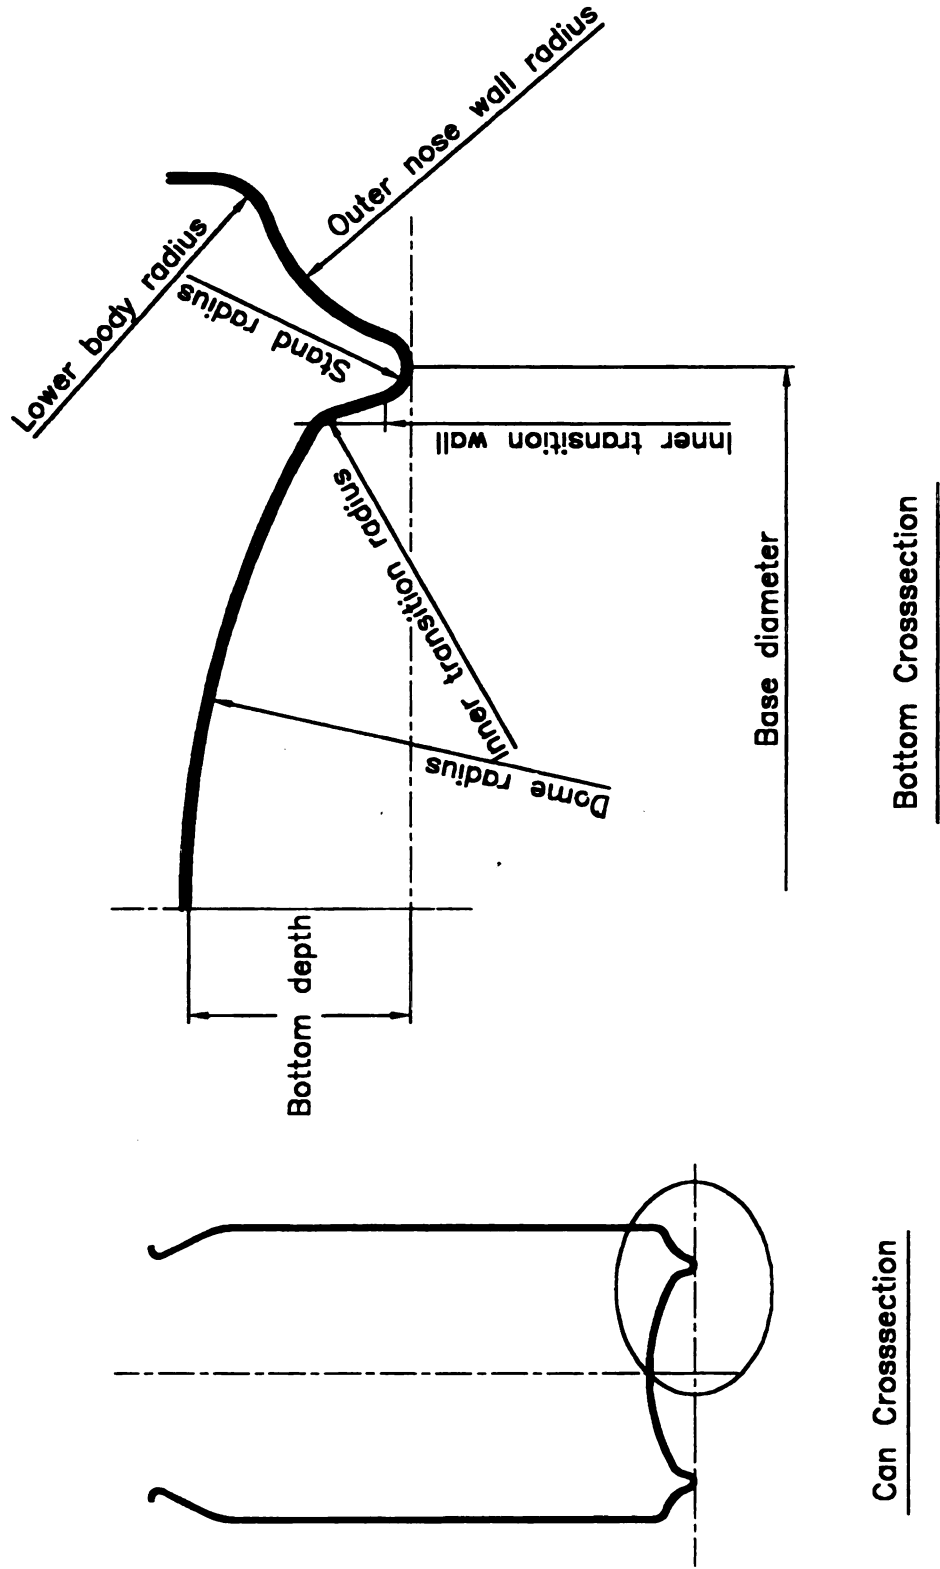 Can Crosssection
Bottom depth
Bottom Crosssection
Base diameter
Dome radius
Inner transition radius
Inner transition wall
Stand radius
Lower body radius
Outer nose wall radius